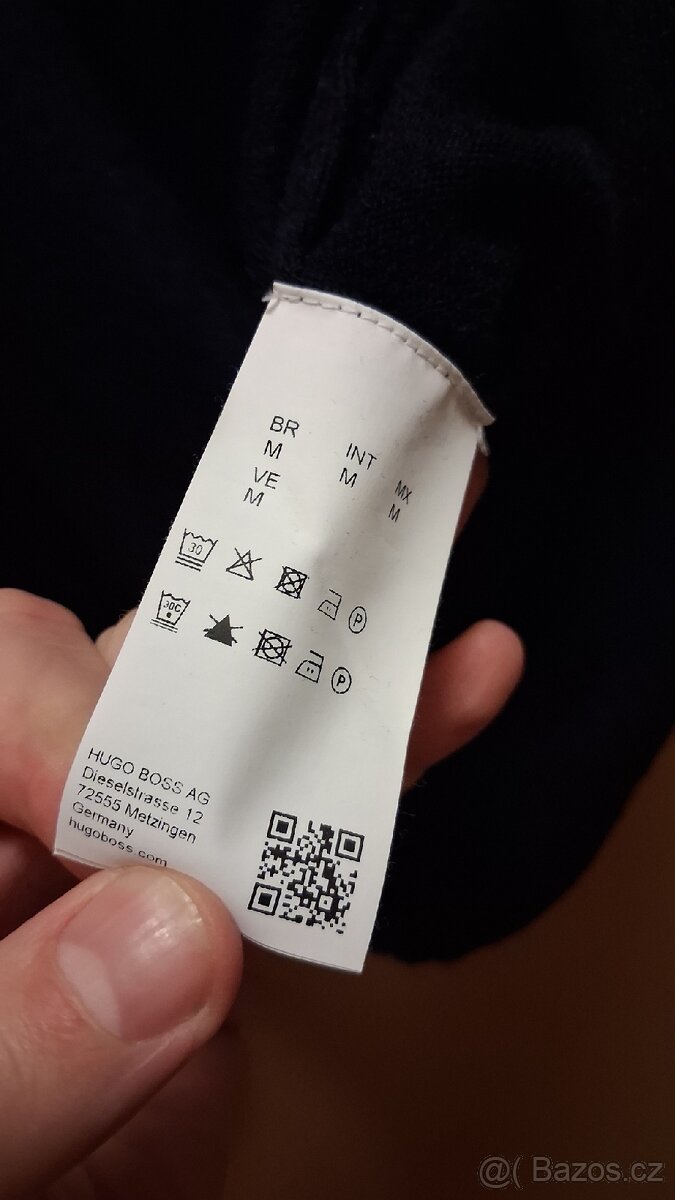 BR
M
INT
M
MX
M
VE
M
30
P
30C
P
HUGO BOSS AG
Dieselstrasse 12
72555 Metzingen
Germany
hugoboss.com
@( Bazos.cz